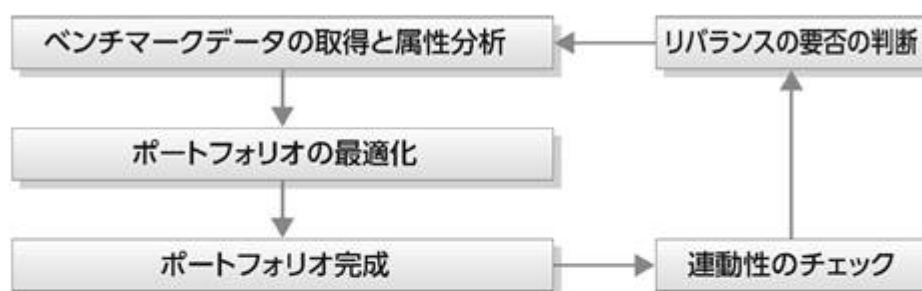 ベンチマークデータの取得と属性分析
リバランスの要否の判断
ポートフォリオの最適化
ポートフォリオ完成
連動性のチェック